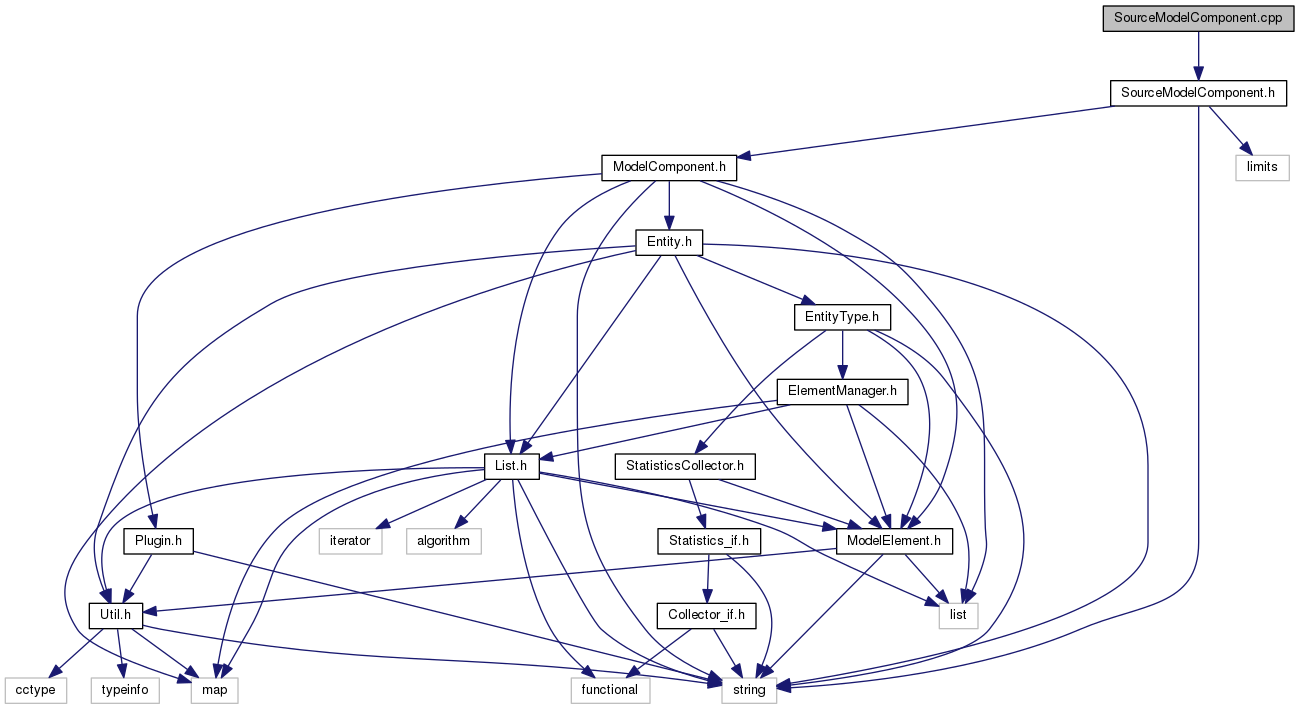 SourceModelComponent.cpp
SourceModelComponent.h
ModelComponent.h
limits
Entity.h
EntityType.h
ElementManager.h
List.h
StatisticsCollector.h
Plugin.h
iterator
algorithm
Statistics_if.h
ModelElement.h
Util.h
Collector_if.h
list
cctype
typeinfo
map
functional
string